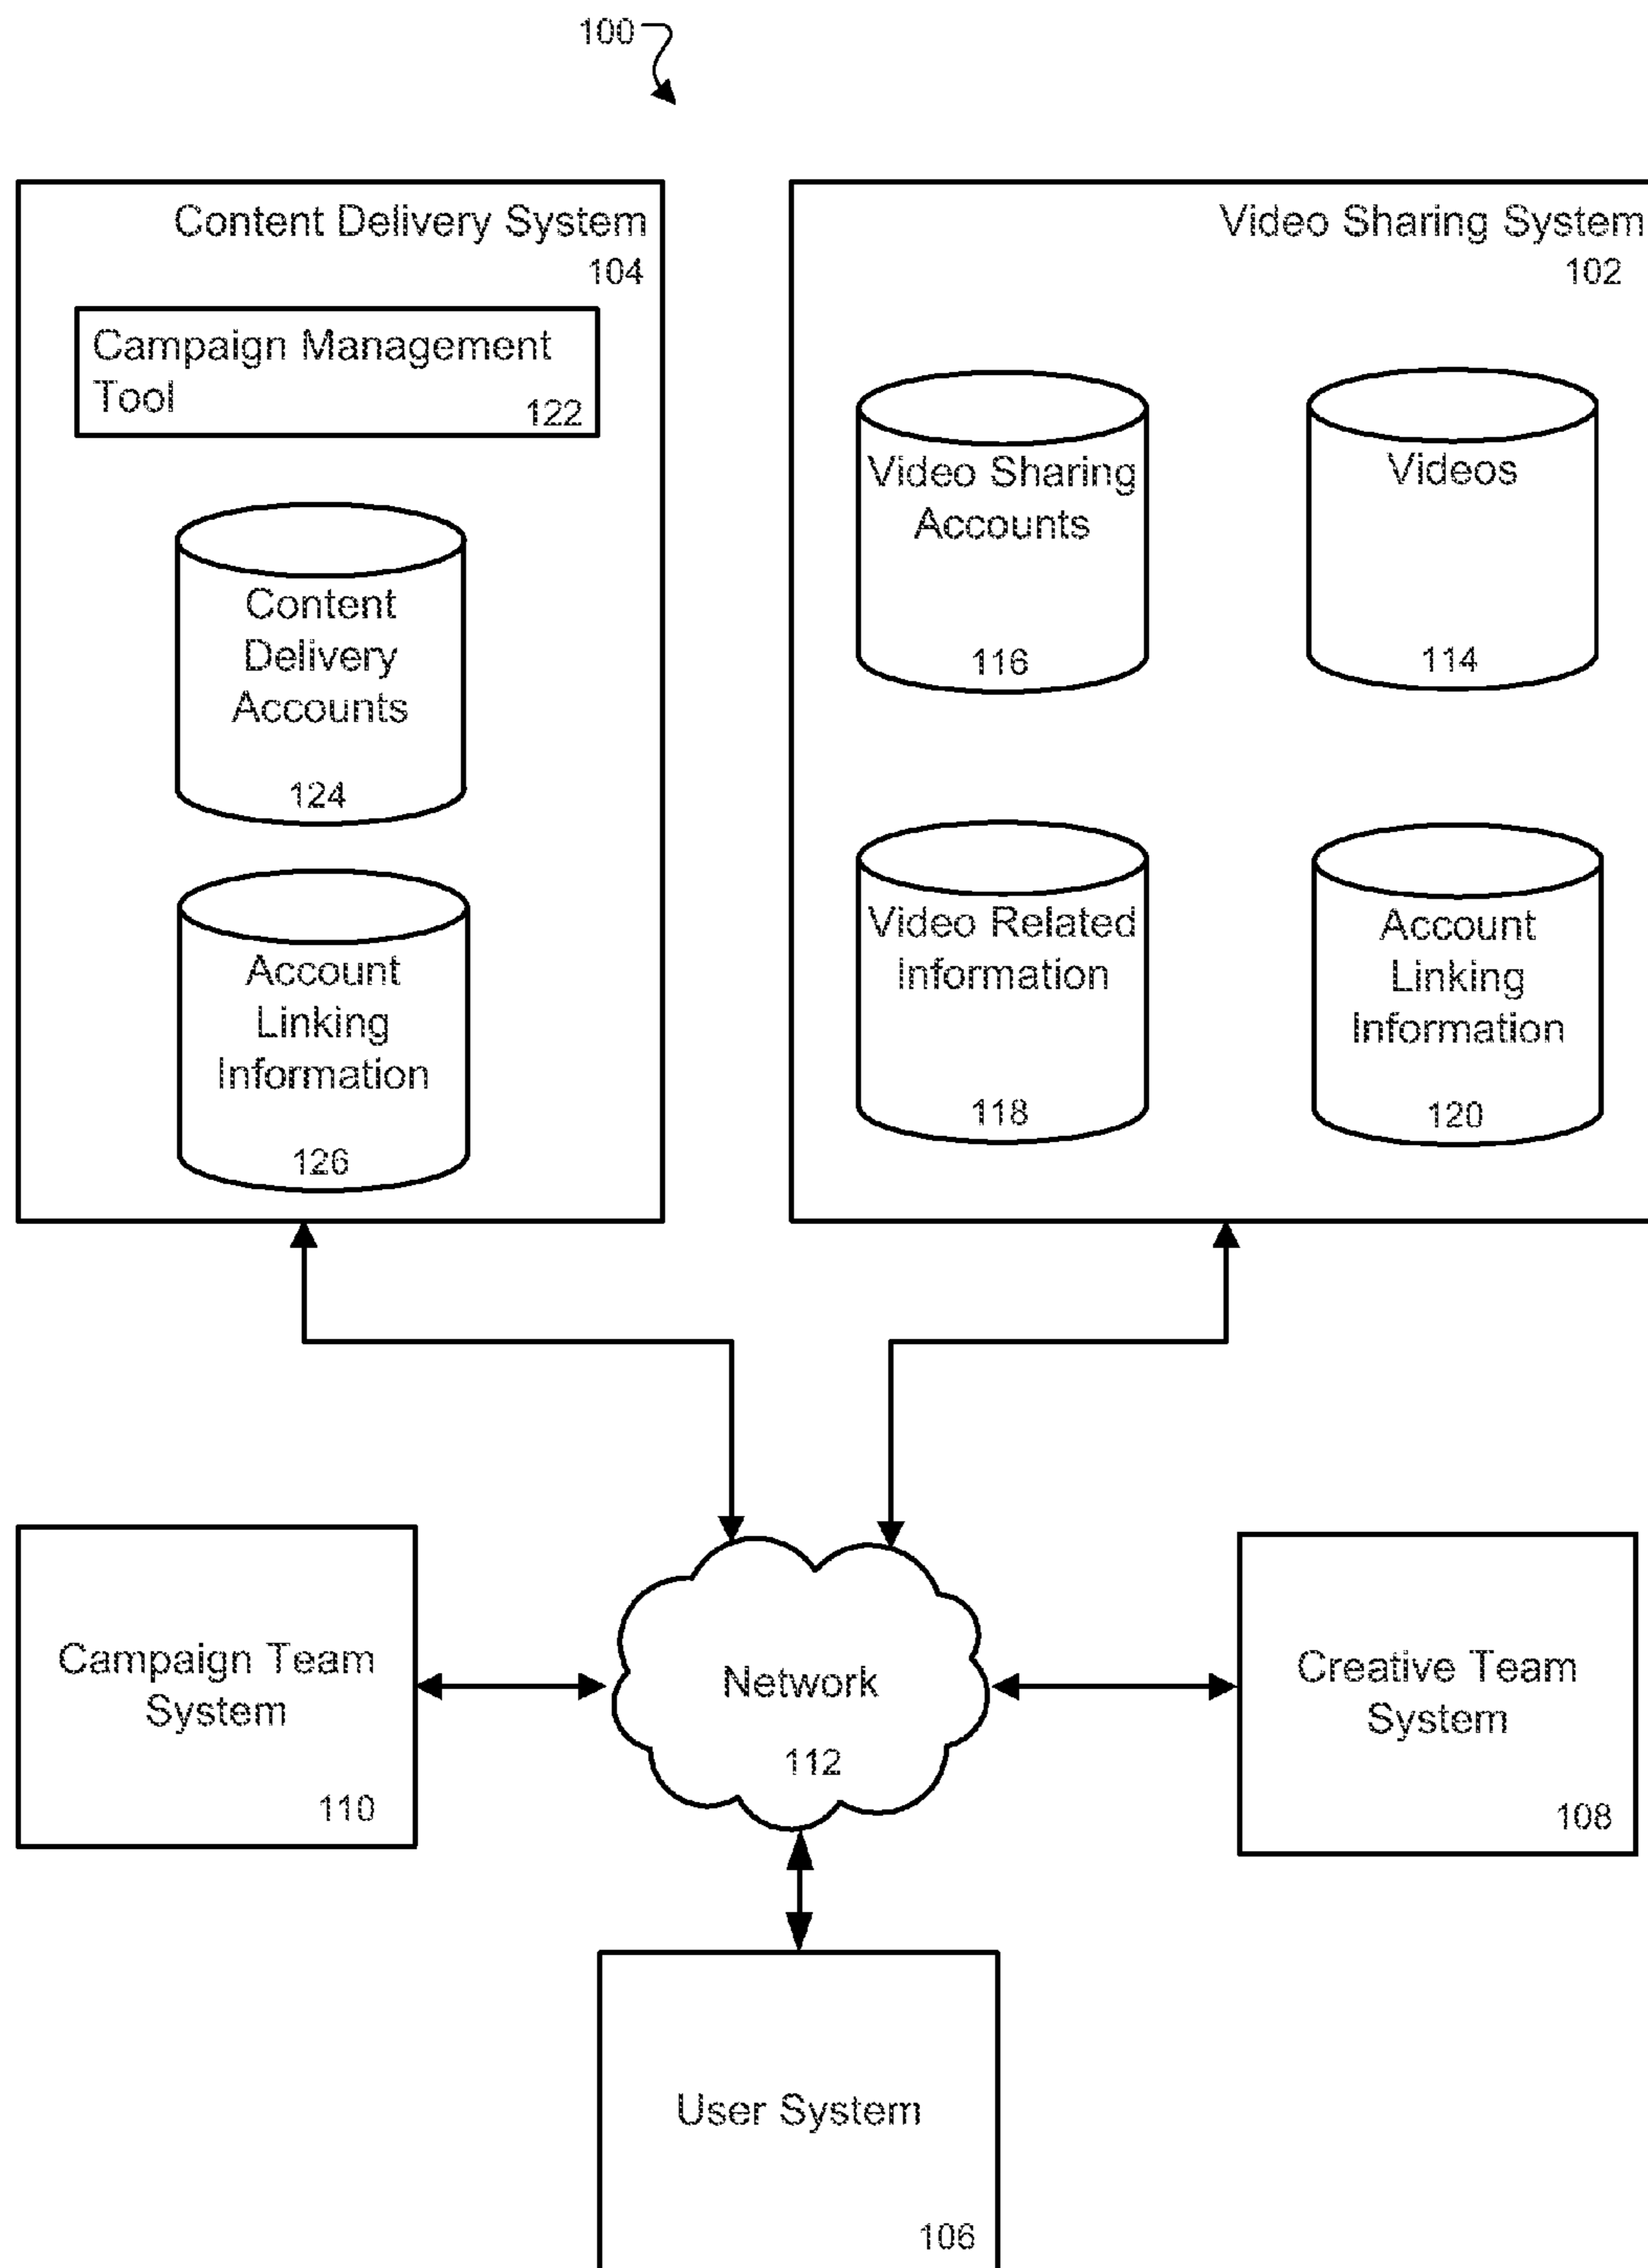 100
Content Delivery System
104
Campaign Management
Tool
122
Content
Delivery
Accounts
124
Account
Linking
Information
126
Video Sharing System
102
Video Sharing
Accounts
116
Videos
114
Video Related
Information
118
Account
Linking
Information
120
Campaign Team
System
110
Network
112
Creative Team
System
108
User System
106